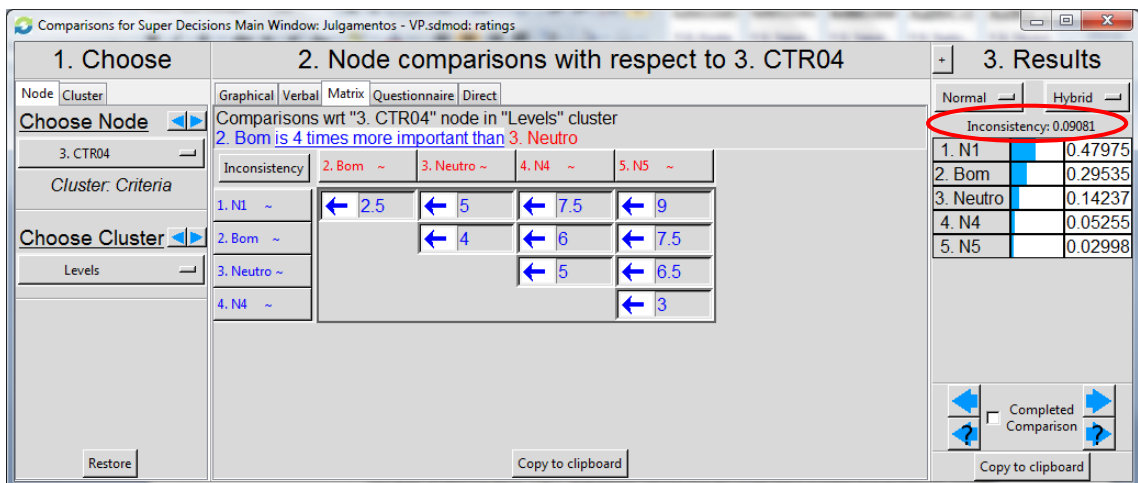 Comparisons for Super Decisions Main Window: Julgamentos - VP.sdmod: ratings
1. Choose
2. Node comparisons with respect to 3. CTR04
+ 3. Results
Node Cluster
Graphical Verbal Matrix Questionnaire Direct
Normal Hybrid
Choose Node
Comparisons wrt "3. CTR04" node in "Levels" cluster
2. Bom is 4 times more important than 3. Neutro
Inconsistency: 0.09081
3. CTR04
Cluster: Criteria
Choose Cluster
Levels
Inconsistency 2. Bom ~ 3. Neutro ~ 4. N4 ~ 5. N5 ~
1. N1 ~ 2.5 5 7.5 9
2. Bom ~ 4 6 7.5
3. Neutro ~ 5 6.5
4. N4 ~ 3
1. N1 0.47975
2. Bom 0.29535
3. Neutro 0.14237
4. N4 0.05255
5. N5 0.02998
Completed
Comparison
? ?
Restore
Copy to clipboard
Copy to clipboard